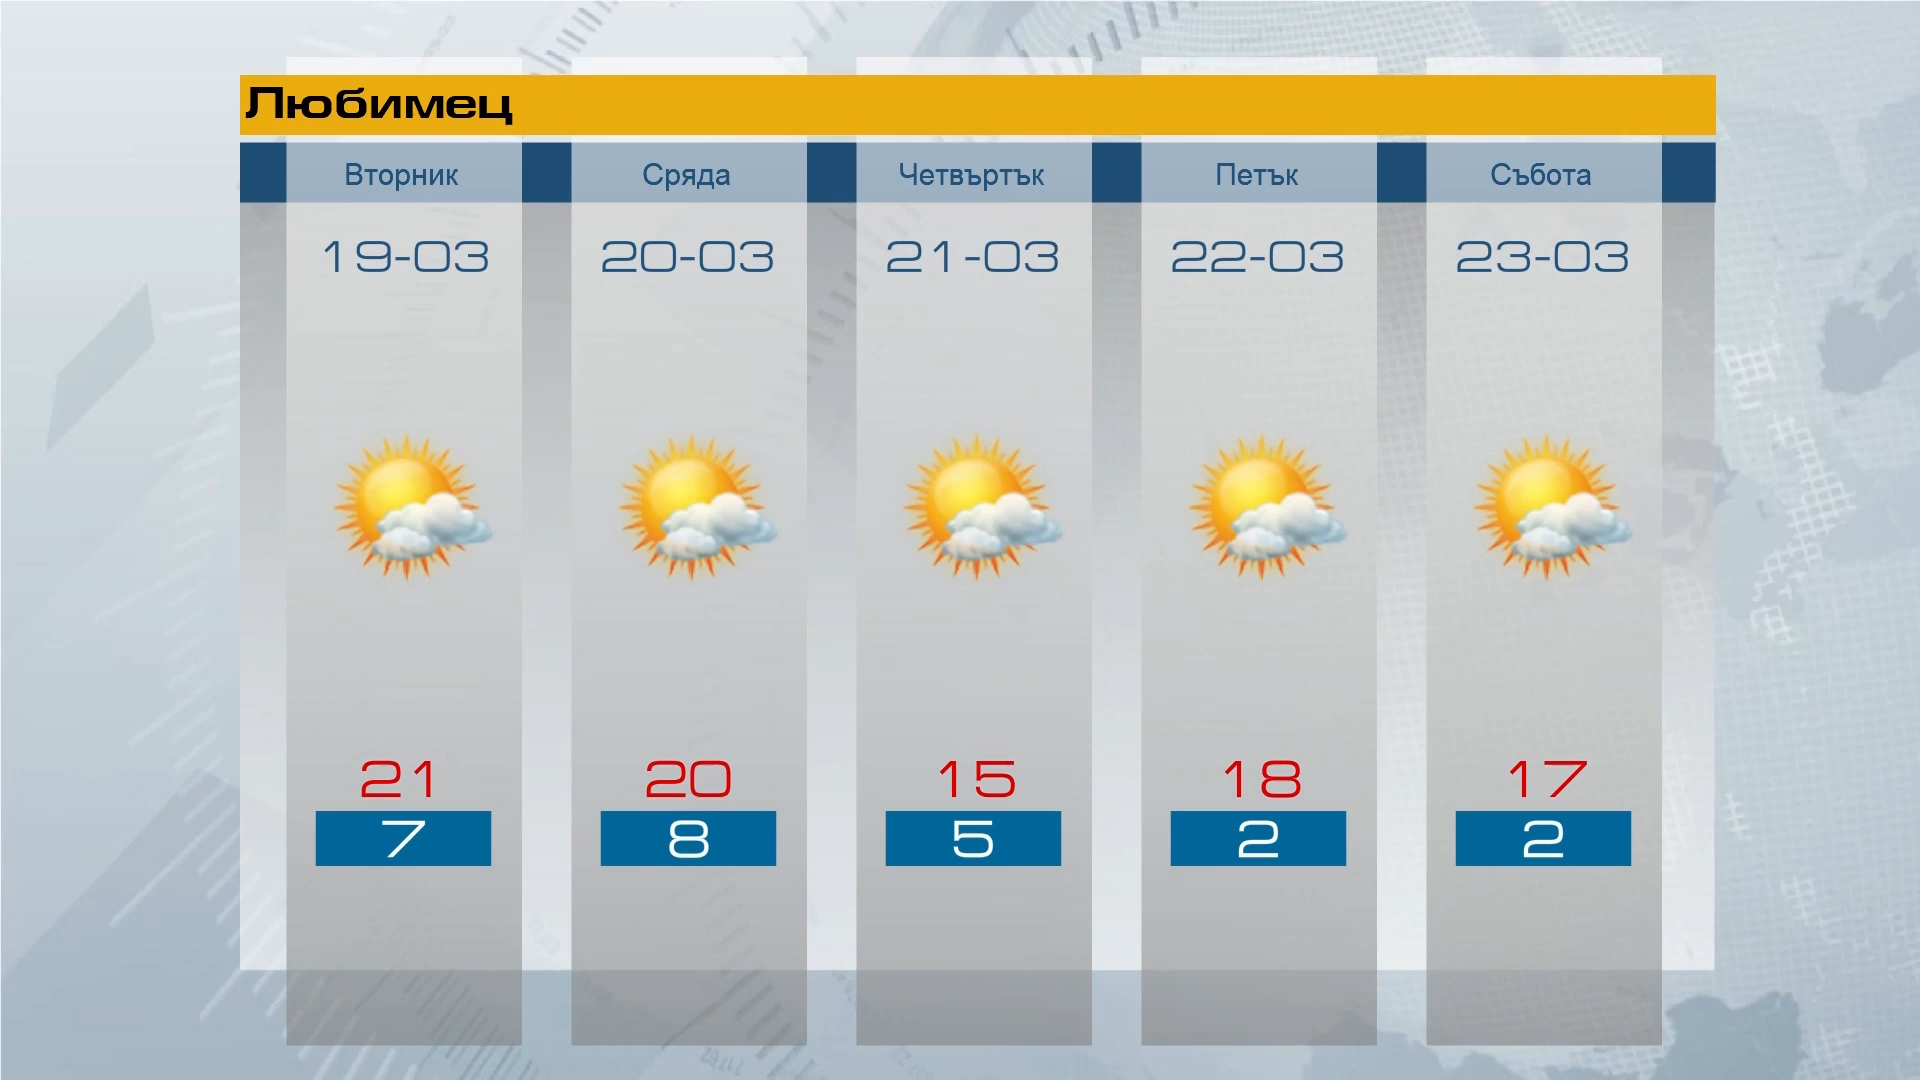 Любимец
Вторник Сряда Четвъртък Петък Събота
19-03 20-03 21-03 22-03 23-03
21 20 15 18 17
7 8 5 2 2